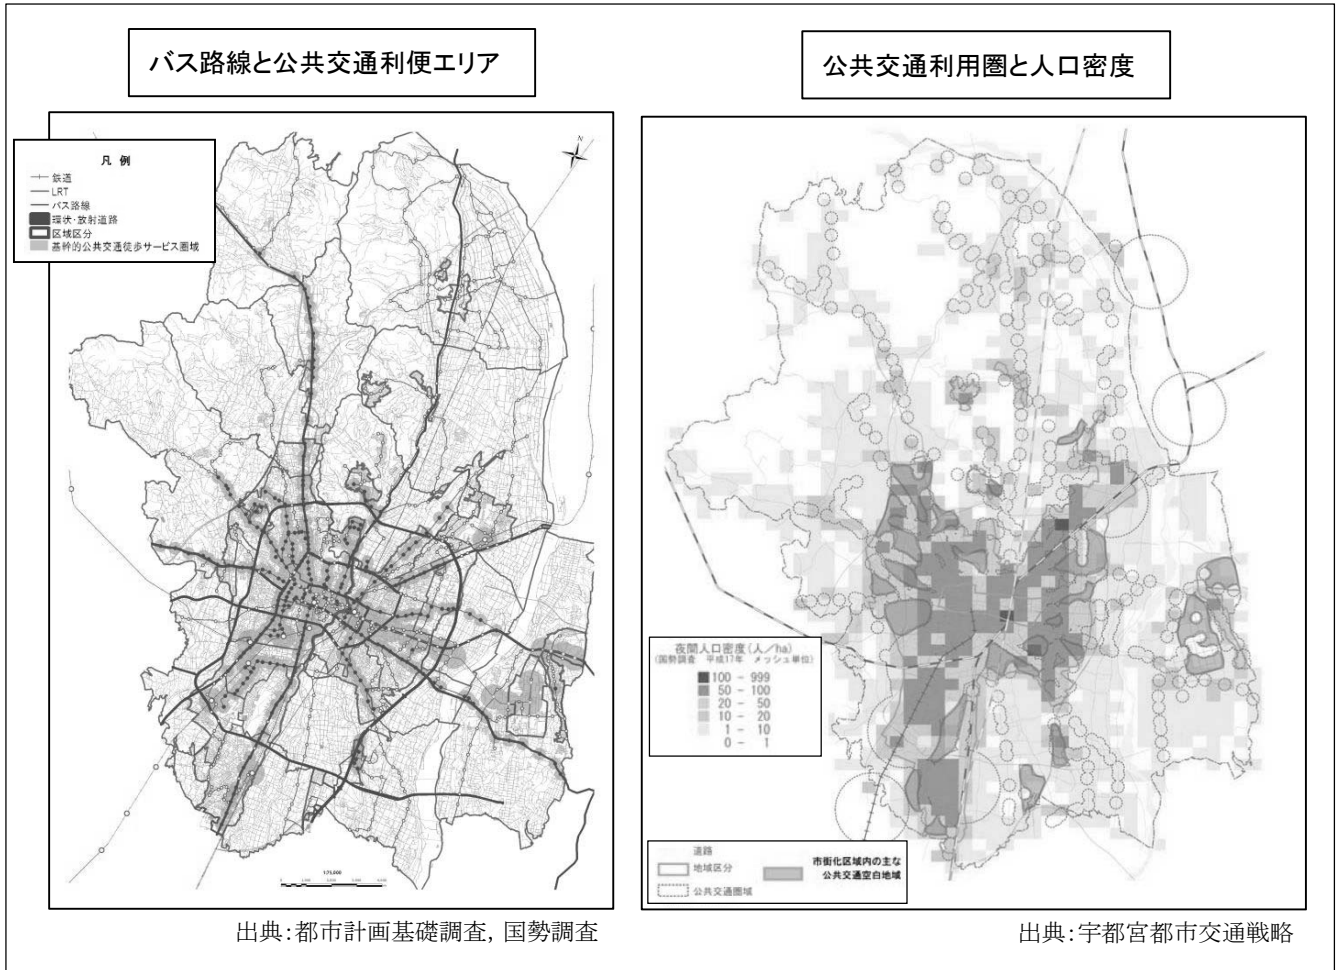 バス路線と公共交通利便エリア
公共交通利用圏と人口密度
凡 例
鉄道
LRT
バス路線
環状・放射道路
区域区分
基幹的公共交通徒歩サービス圏域
N
1:75,000
夜間人口密度(人/ha)
(国勢調査 平成17年 メッシュ単位)
100 - 999
50 - 100
20 - 50
10 - 20
1 - 10
0 - 1
道路
地域区分
公共交通圏域
市街化区域内の主な
公共交通空白地域
出典:都市計画基礎調査, 国勢調査
出典:宇都宮都市交通戦略